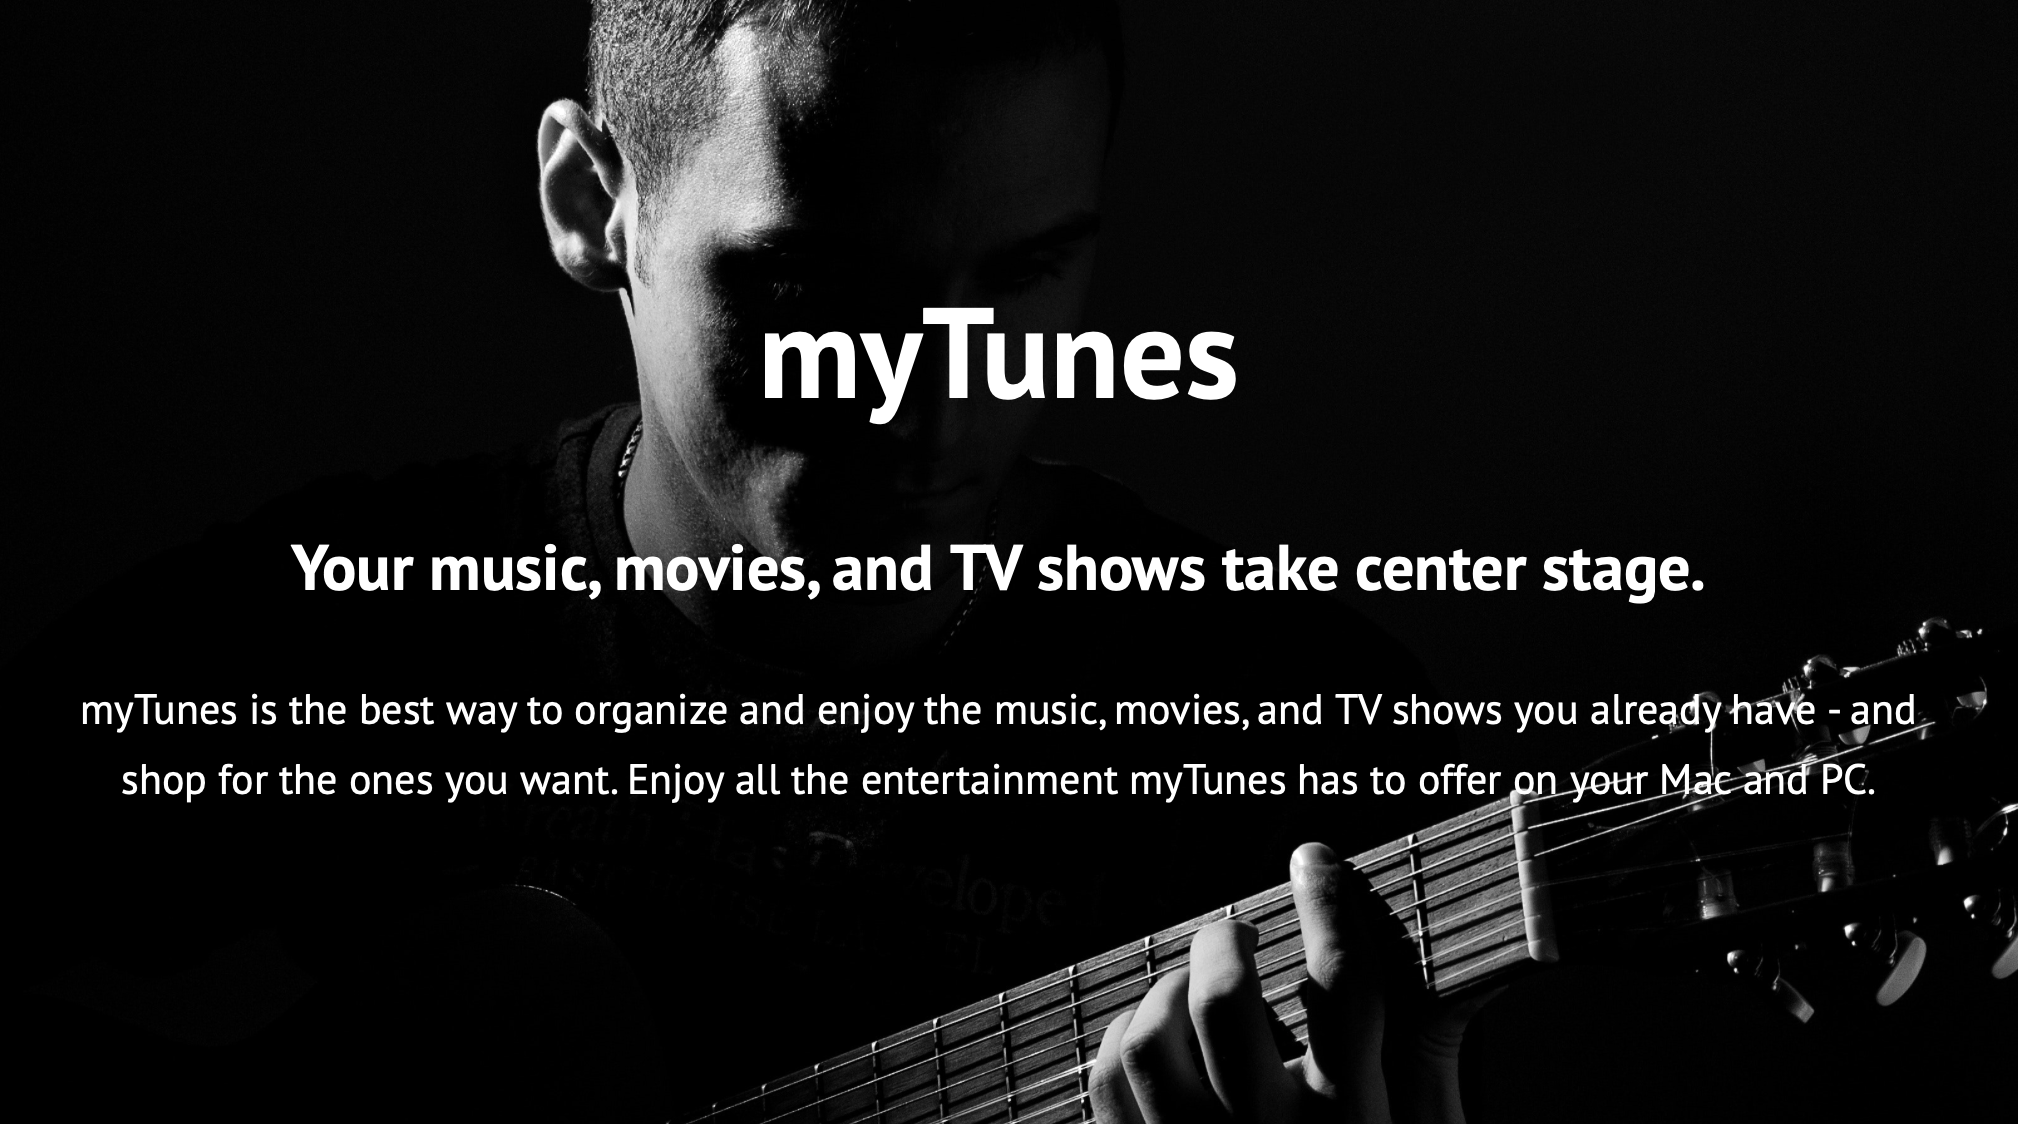 myTunes
Your music, movies, and TV shows take center stage.
myTunes is the best way to organize and enjoy the music, movies, and TV shows you already have - and
shop for the ones you want. Enjoy all the entertainment myTunes has to offer on your Mac and PC.